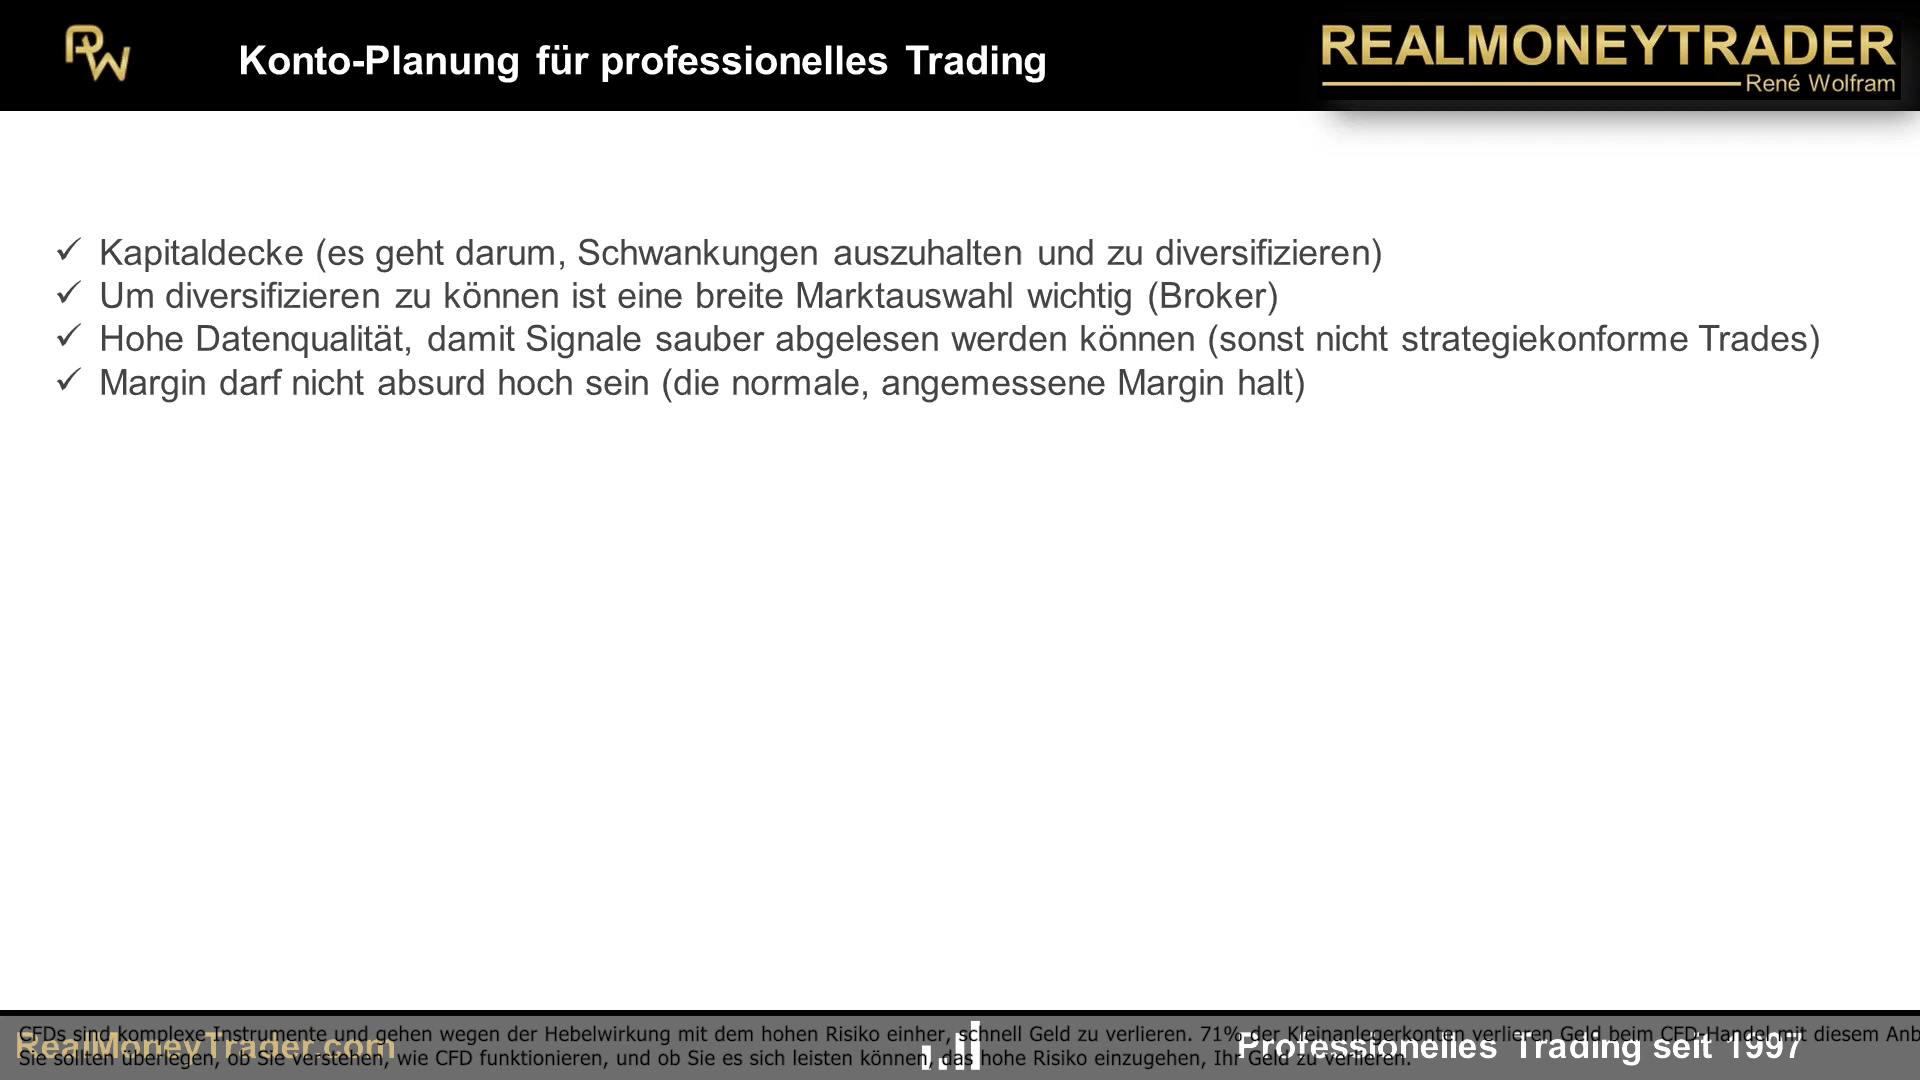 RW
Konto-Planung für professionelles Trading
REALMONEYTRADER
René Wolfram
Kapitaldecke (es geht darum, Schwankungen auszuhalten und zu diversifizieren)
Um diversifizieren zu können ist eine breite Marktauswahl wichtig (Broker)
Hohe Datenqualität, damit Signale sauber abgelesen werden können (sonst nicht strategiekonforme Trades)
Margin darf nicht absurd hoch sein (die normale, angemessene Margin halt)
CFDs sind komplexe Instrumente und gehen wegen der Hebelwirkung mit dem hohen Risiko einher, schnell Geld zu verlieren. 71% der Kleinanlegerkonten verlieren Geld beim CFD-Handel mit diesem Anb
Sie sollten überlegen, ob Sie verstehen, wie CFD funktionieren, und ob Sie es sich leisten können, das hohe Risiko einzugehen, Ihr Geld zu verlieren.
RealMoneyTrader.com
Professionelles Trading seit 1997